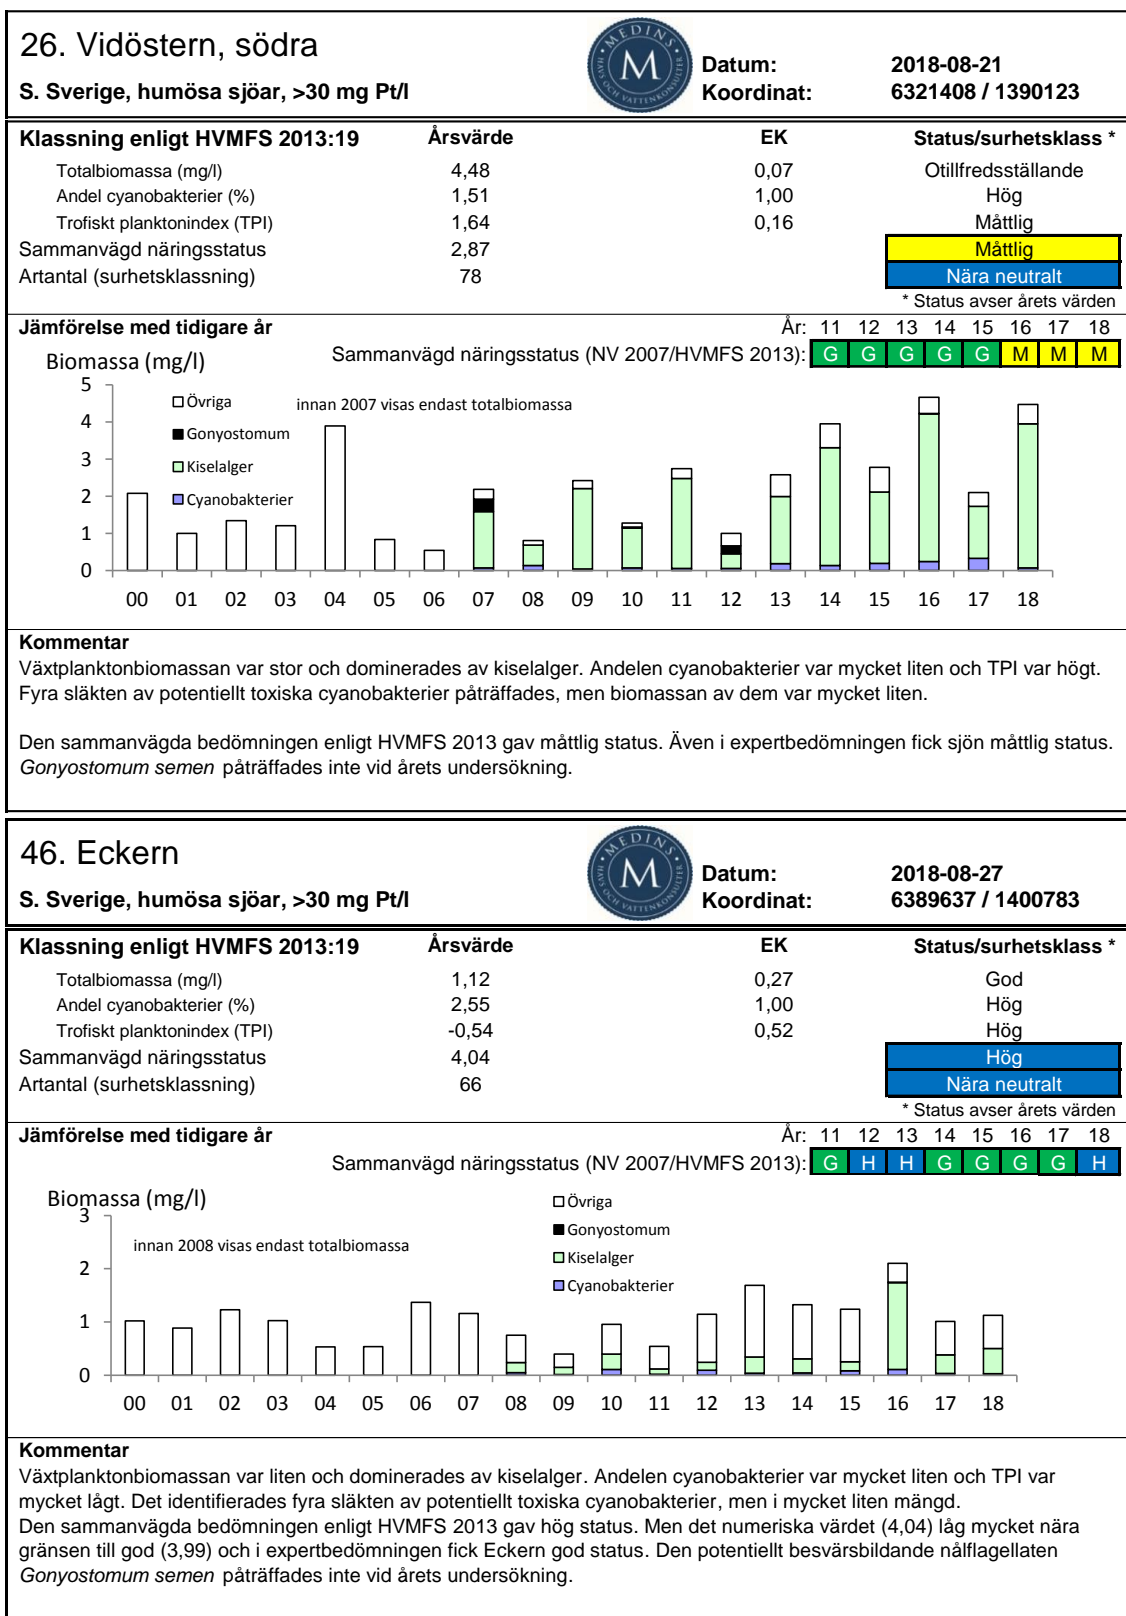 26. Vidöstern, södra
S. Sverige, humösa sjöar, >30 mg Pt/l
MEDINS
M
HAVS OCH VATTENKONSULTER
Datum: 2018-08-21
Koordinat: 6321408 / 1390123
Klassning enligt HVMFS 2013:19 Årsvärde EK Status/surhetsklass *
Totalbiomassa (mg/l) 4,48 0,07 Otillfredsställande
Andel cyanobakterier (%) 1,51 1,00 Hög
Trofiskt planktonindex (TPI) 1,64 0,16 Måttlig
Sammanvägd näringsstatus 2,87 Måttlig
Artantal (surhetsklassning) 78 Nära neutralt
* Status avser årets värden
Jämförelse med tidigare år År: 11 12 13 14 15 16 17 18
Sammanvägd näringsstatus (NV 2007/HVMFS 2013): G G G G G M M M
Biomassa (mg/l)
5
4
3
2
1
0
Övriga
innan 2007 visas endast totalbiomassa
Gonyostomum
Kiselalger
Cyanobakterier
00 01 02 03 04 05 06 07 08 09 10 11 12 13 14 15 16 17 18
Kommentar
Växtplanktonbiomassan var stor och dominerades av kiselalger. Andelen cyanobakterier var mycket liten och TPI var högt.
Fyra släkten av potentiellt toxiska cyanobakterier påträffades, men biomassan av dem var mycket liten.
Den sammanvägda bedömningen enligt HVMFS 2013 gav måttlig status. Även i expertbedömningen fick sjön måttlig status.
Gonyostomum semen påträffades inte vid årets undersökning.
46. Eckern
S. Sverige, humösa sjöar, >30 mg Pt/l
MEDINS
M
HAVS OCH VATTENKONSULTER
Datum: 2018-08-27
Koordinat: 6389637 / 1400783
Klassning enligt HVMFS 2013:19 Årsvärde EK Status/surhetsklass *
Totalbiomassa (mg/l) 1,12 0,27 God
Andel cyanobakterier (%) 2,55 1,00 Hög
Trofiskt planktonindex (TPI) -0,54 0,52 Hög
Sammanvägd näringsstatus 4,04 Hög
Artantal (surhetsklassning) 66 Nära neutralt
* Status avser årets värden
Jämförelse med tidigare år År: 11 12 13 14 15 16 17 18
Sammanvägd näringsstatus (NV 2007/HVMFS 2013): G H H G G G G H
Biomassa (mg/l)
3
2
1
0
innan 2008 visas endast totalbiomassa
Övriga
Gonyostomum
Kiselalger
Cyanobakterier
00 01 02 03 04 05 06 07 08 09 10 11 12 13 14 15 16 17 18
Kommentar
Växtplanktonbiomassan var liten och dominerades av kiselalger. Andelen cyanobakterier var mycket liten och TPI var
mycket lågt. Det identifierades fyra släkten av potentiellt toxiska cyanobakterier, men i mycket liten mängd.
Den sammanvägda bedömningen enligt HVMFS 2013 gav hög status. Men det numeriska värdet (4,04) låg mycket nära
gränsen till god (3,99) och i expertbedömningen fick Eckern god status. Den potentiellt besvärsbildande nålflagellaten
Gonyostomum semen påträffades inte vid årets undersökning.